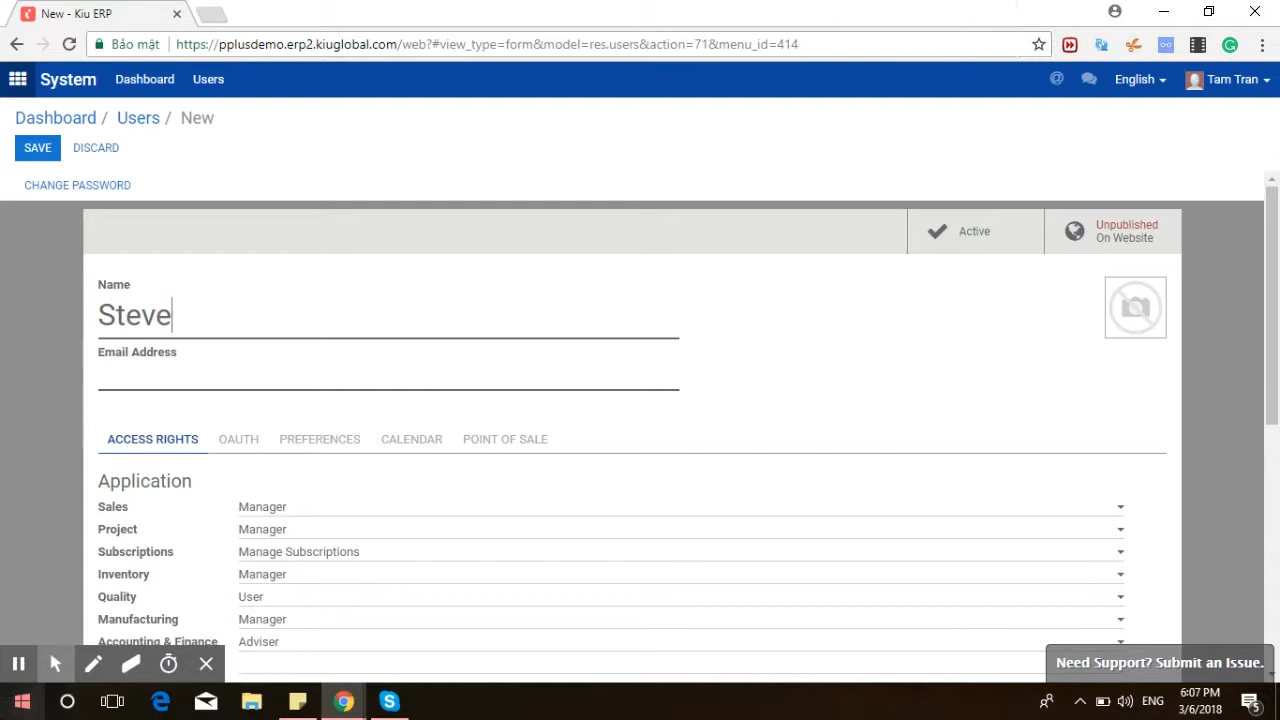 New - Kiu ERP
Bảo mật
https://pplusdemo.erp2.kiuglobal.com/web?#view_type=form&model=res.users&action=71&menu_id=414
System Dashboard Users
English Tam Tran
Dashboard / Users / New
SAVE DISCARD
CHANGE PASSWORD
Active
Unpublished
On Website
Name
Steve
Email Address
ACCESS RIGHTS OAUTH PREFERENCES CALENDAR POINT OF SALE
Application
Sales Manager
Project Manager
Subscriptions Manage Subscriptions
Inventory Manager
Quality User
Manufacturing Manager
Accounting & Finance Adviser
Need Support? Submit an Issue.
ENG
6:07 PM
3/6/2018
5